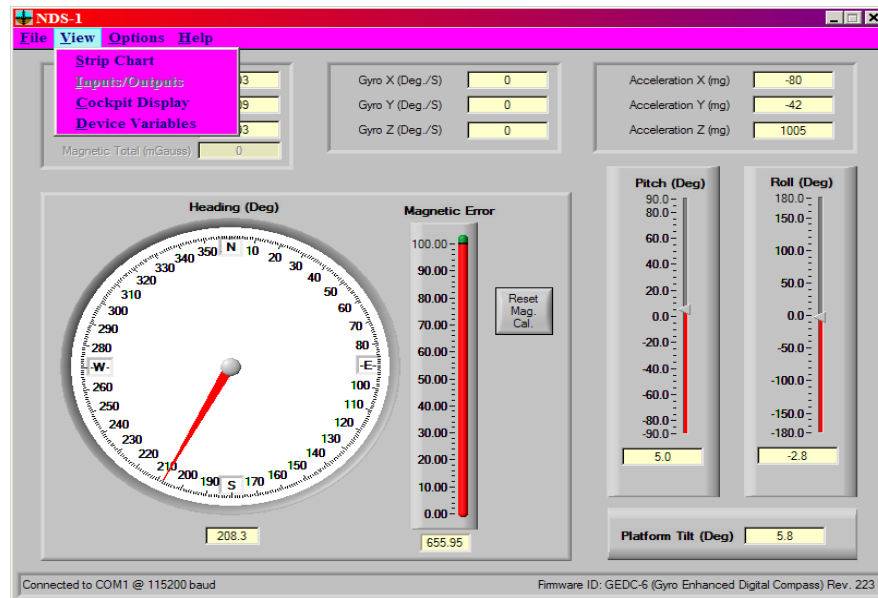 NDS-1
File View Options Help
Strip Chart
Inputs/Outputs
Cockpit Display
Device Variables
Magnetic Total (mGauss) 0
Gyro X (Deg./S) 0
Gyro Y (Deg./S) 0
Gyro Z (Deg./S) 0
Acceleration X (mg) -80
Acceleration Y (mg) -42
Acceleration Z (mg) 1005
Heading (Deg)
N 10 20 30 40 50 60 70 80 -E- 100 110 120 130 140 150 160 170 S 190 200 210 220 230 240 250 260 -W- 280 290 300 310 320 330 340 350
208.3
Magnetic Error
100.00
90.00
80.00
70.00
60.00
50.00
40.00
30.00
20.00
10.00
0.00
655.95
Reset
Mag.
Cal.
Pitch (Deg)
90.0
80.0
60.0
40.0
20.0
0.0
-20.0
-40.0
-60.0
-80.0
-90.0
5.0
Roll (Deg)
180.0
150.0
100.0
50.0
0.0
-50.0
-100.0
-150.0
-180.0
-2.8
Platform Tilt (Deg) 5.8
Connected to COM1 @ 115200 baud
Firmware ID: GEDC-6 (Gyro Enhanced Digital Compass) Rev. 223